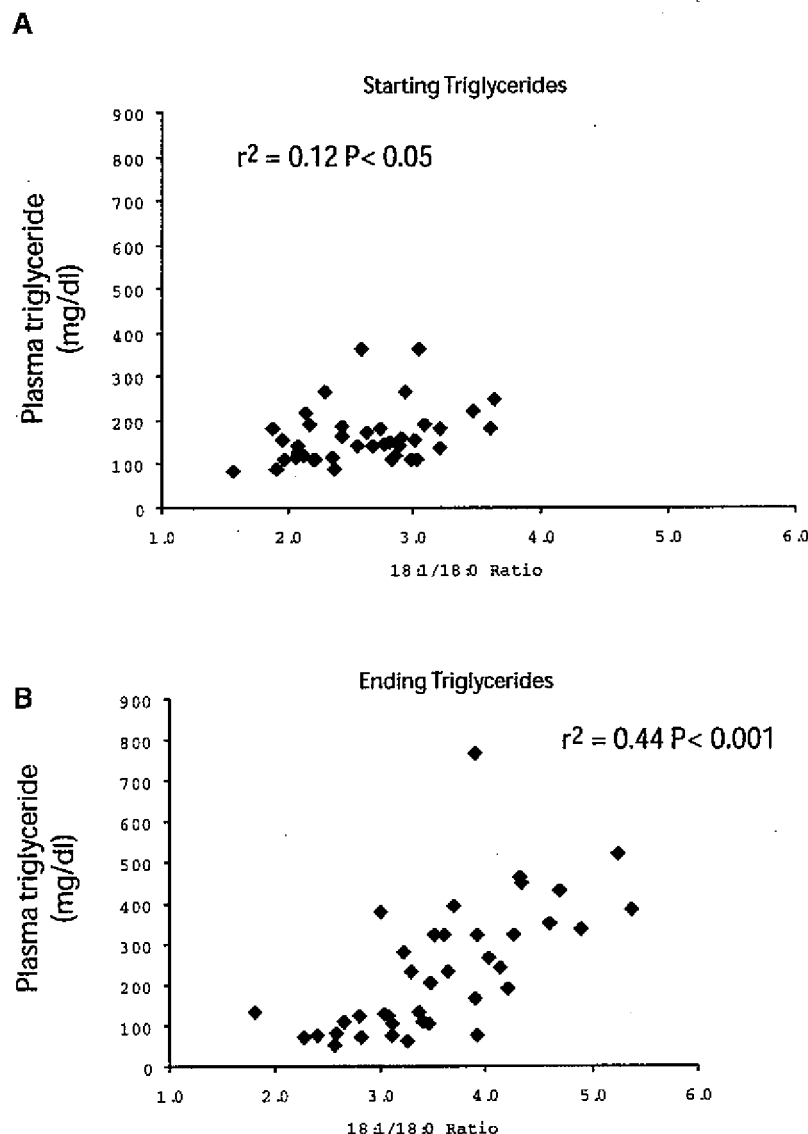 A
Starting Triglycerides
r² = 0.12 P< 0.05
Plasma triglyceride
(mg/dl)
900
800
700
600
500
400
300
200
100
0
1.0 2.0 3.0 4.0 5.0 6.0
18:1/18:0 Ratio
B
Ending Triglycerides
r² = 0.44 P< 0.001
Plasma triglyceride
(mg/dl)
900
800
700
600
500
400
300
200
100
0
1.0 2.0 3.0 4.0 5.0 6.0
18:1/18:0 Ratio